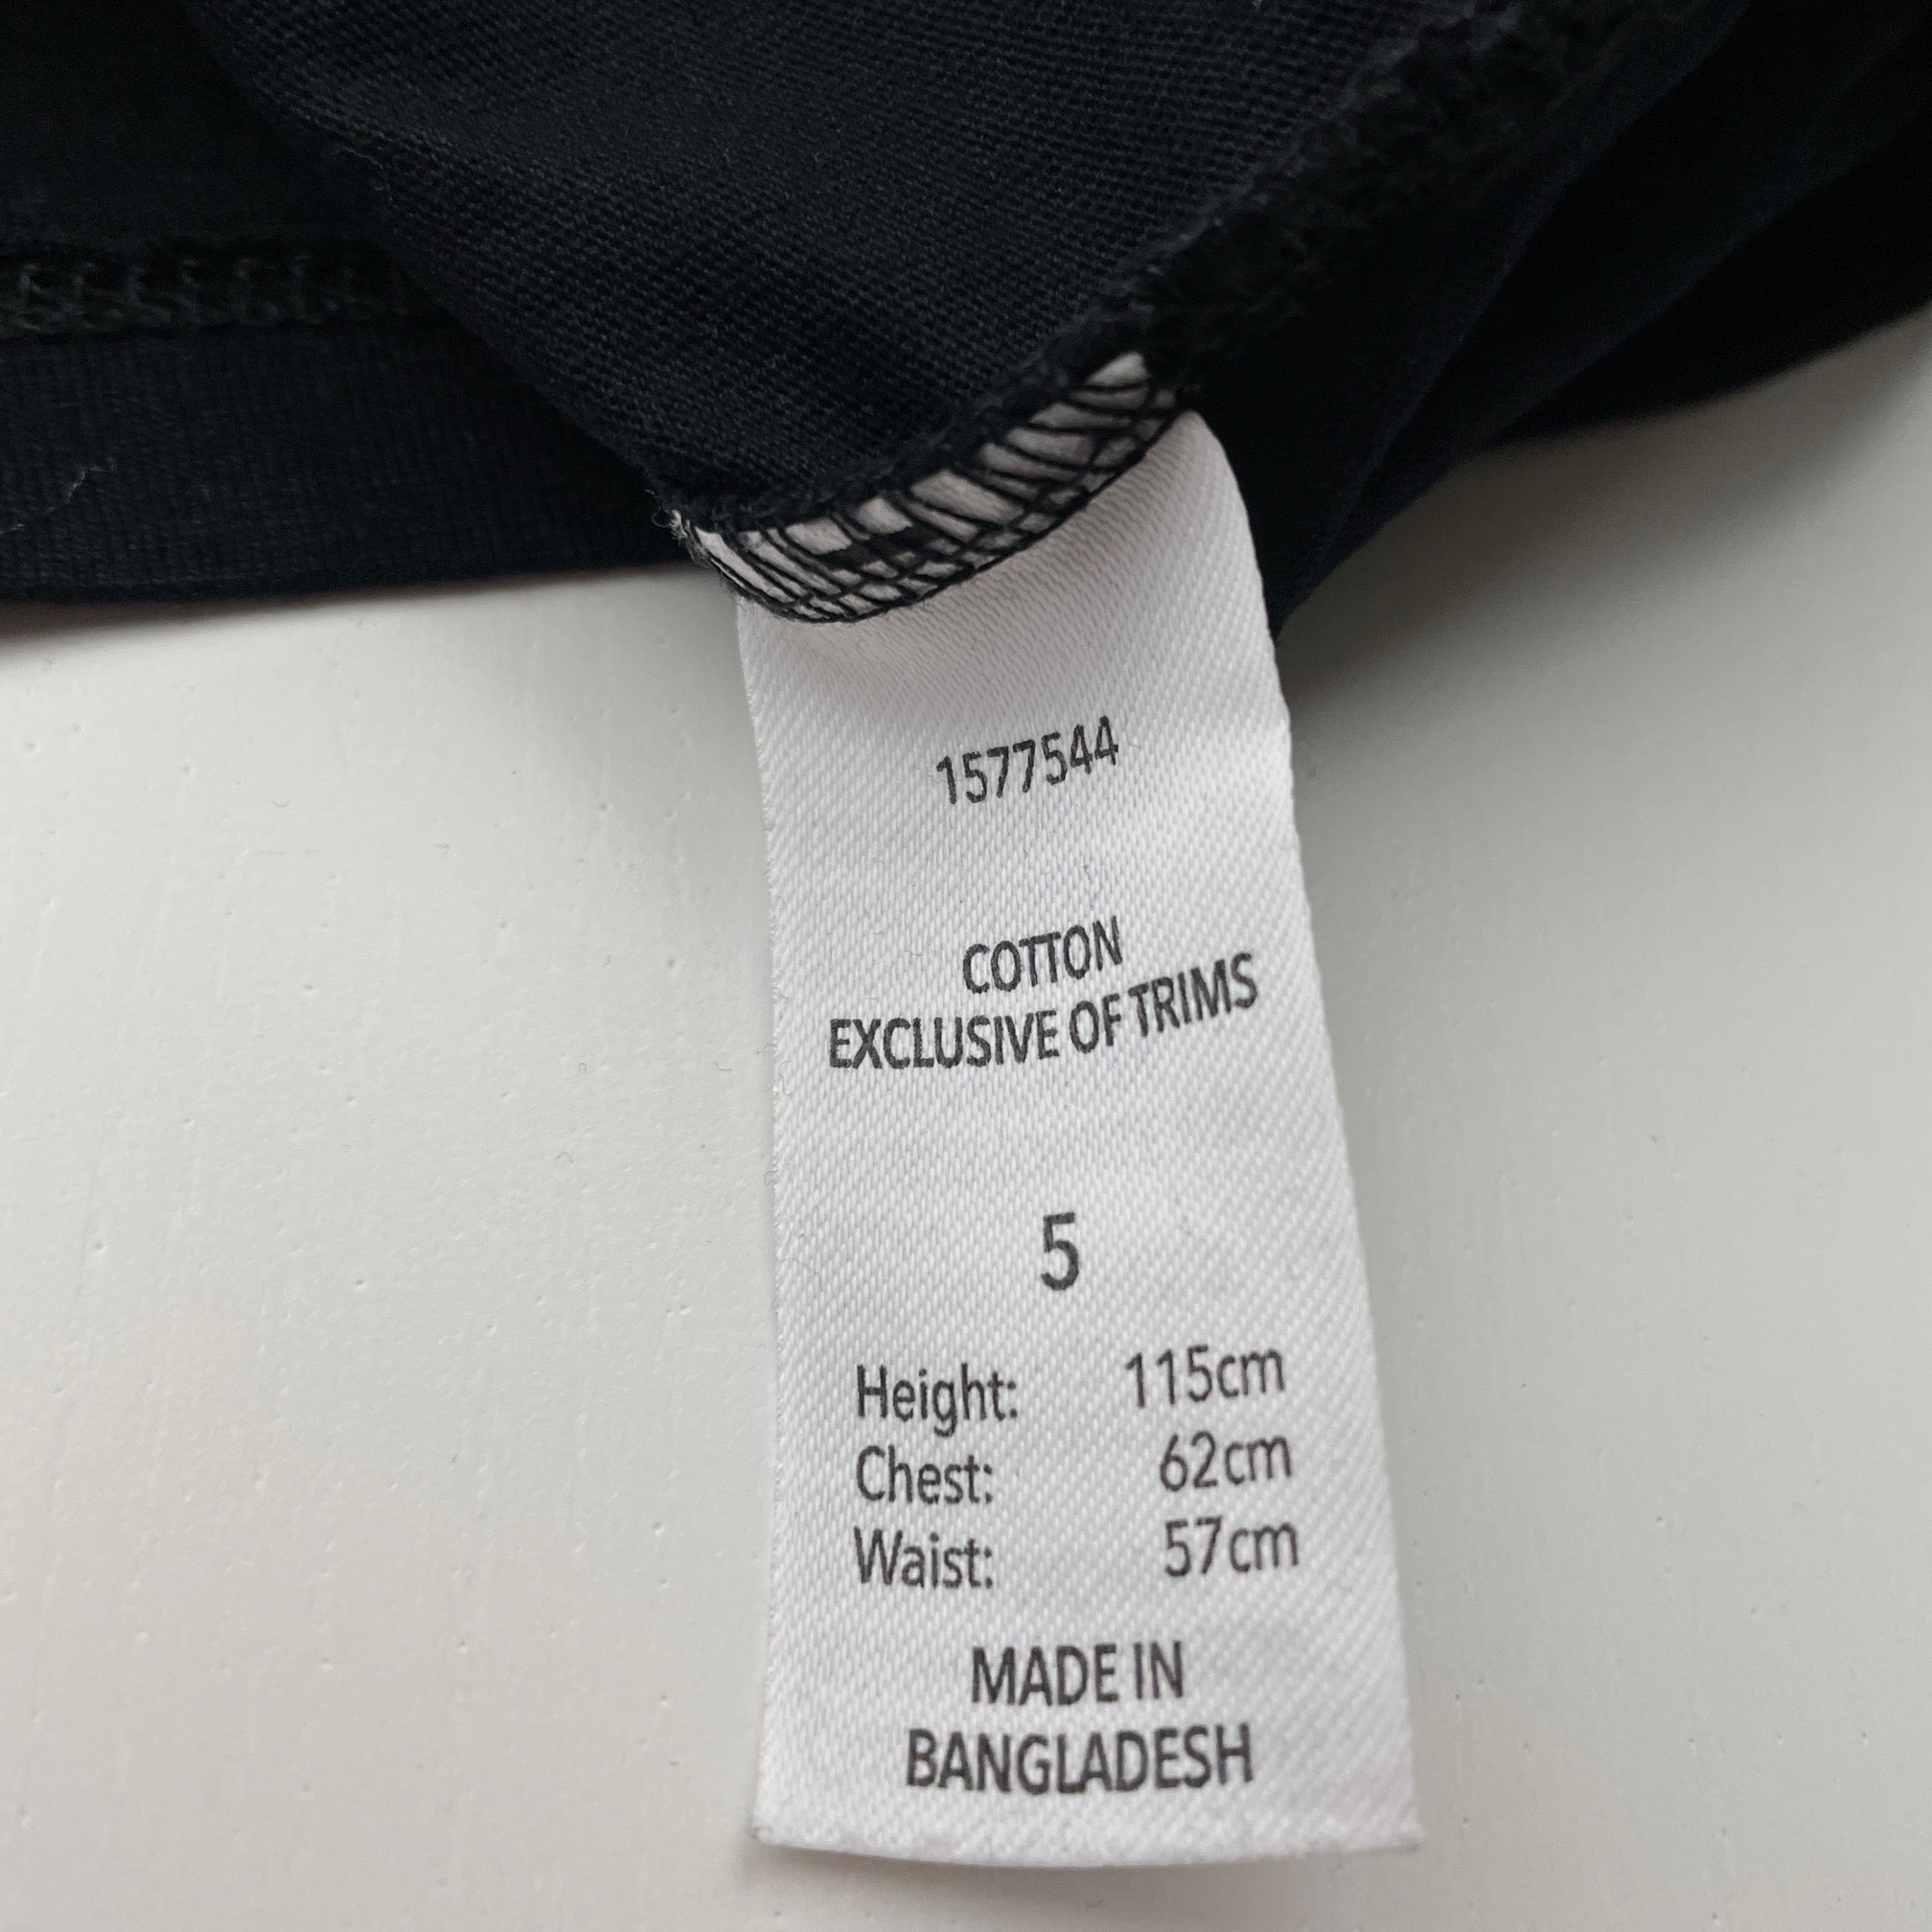 1577544
COTTON
EXCLUSIVE OF TRIMS
5
Height: 115cm
Chest: 62cm
Waist: 57cm
MADE IN
BANGLADESH